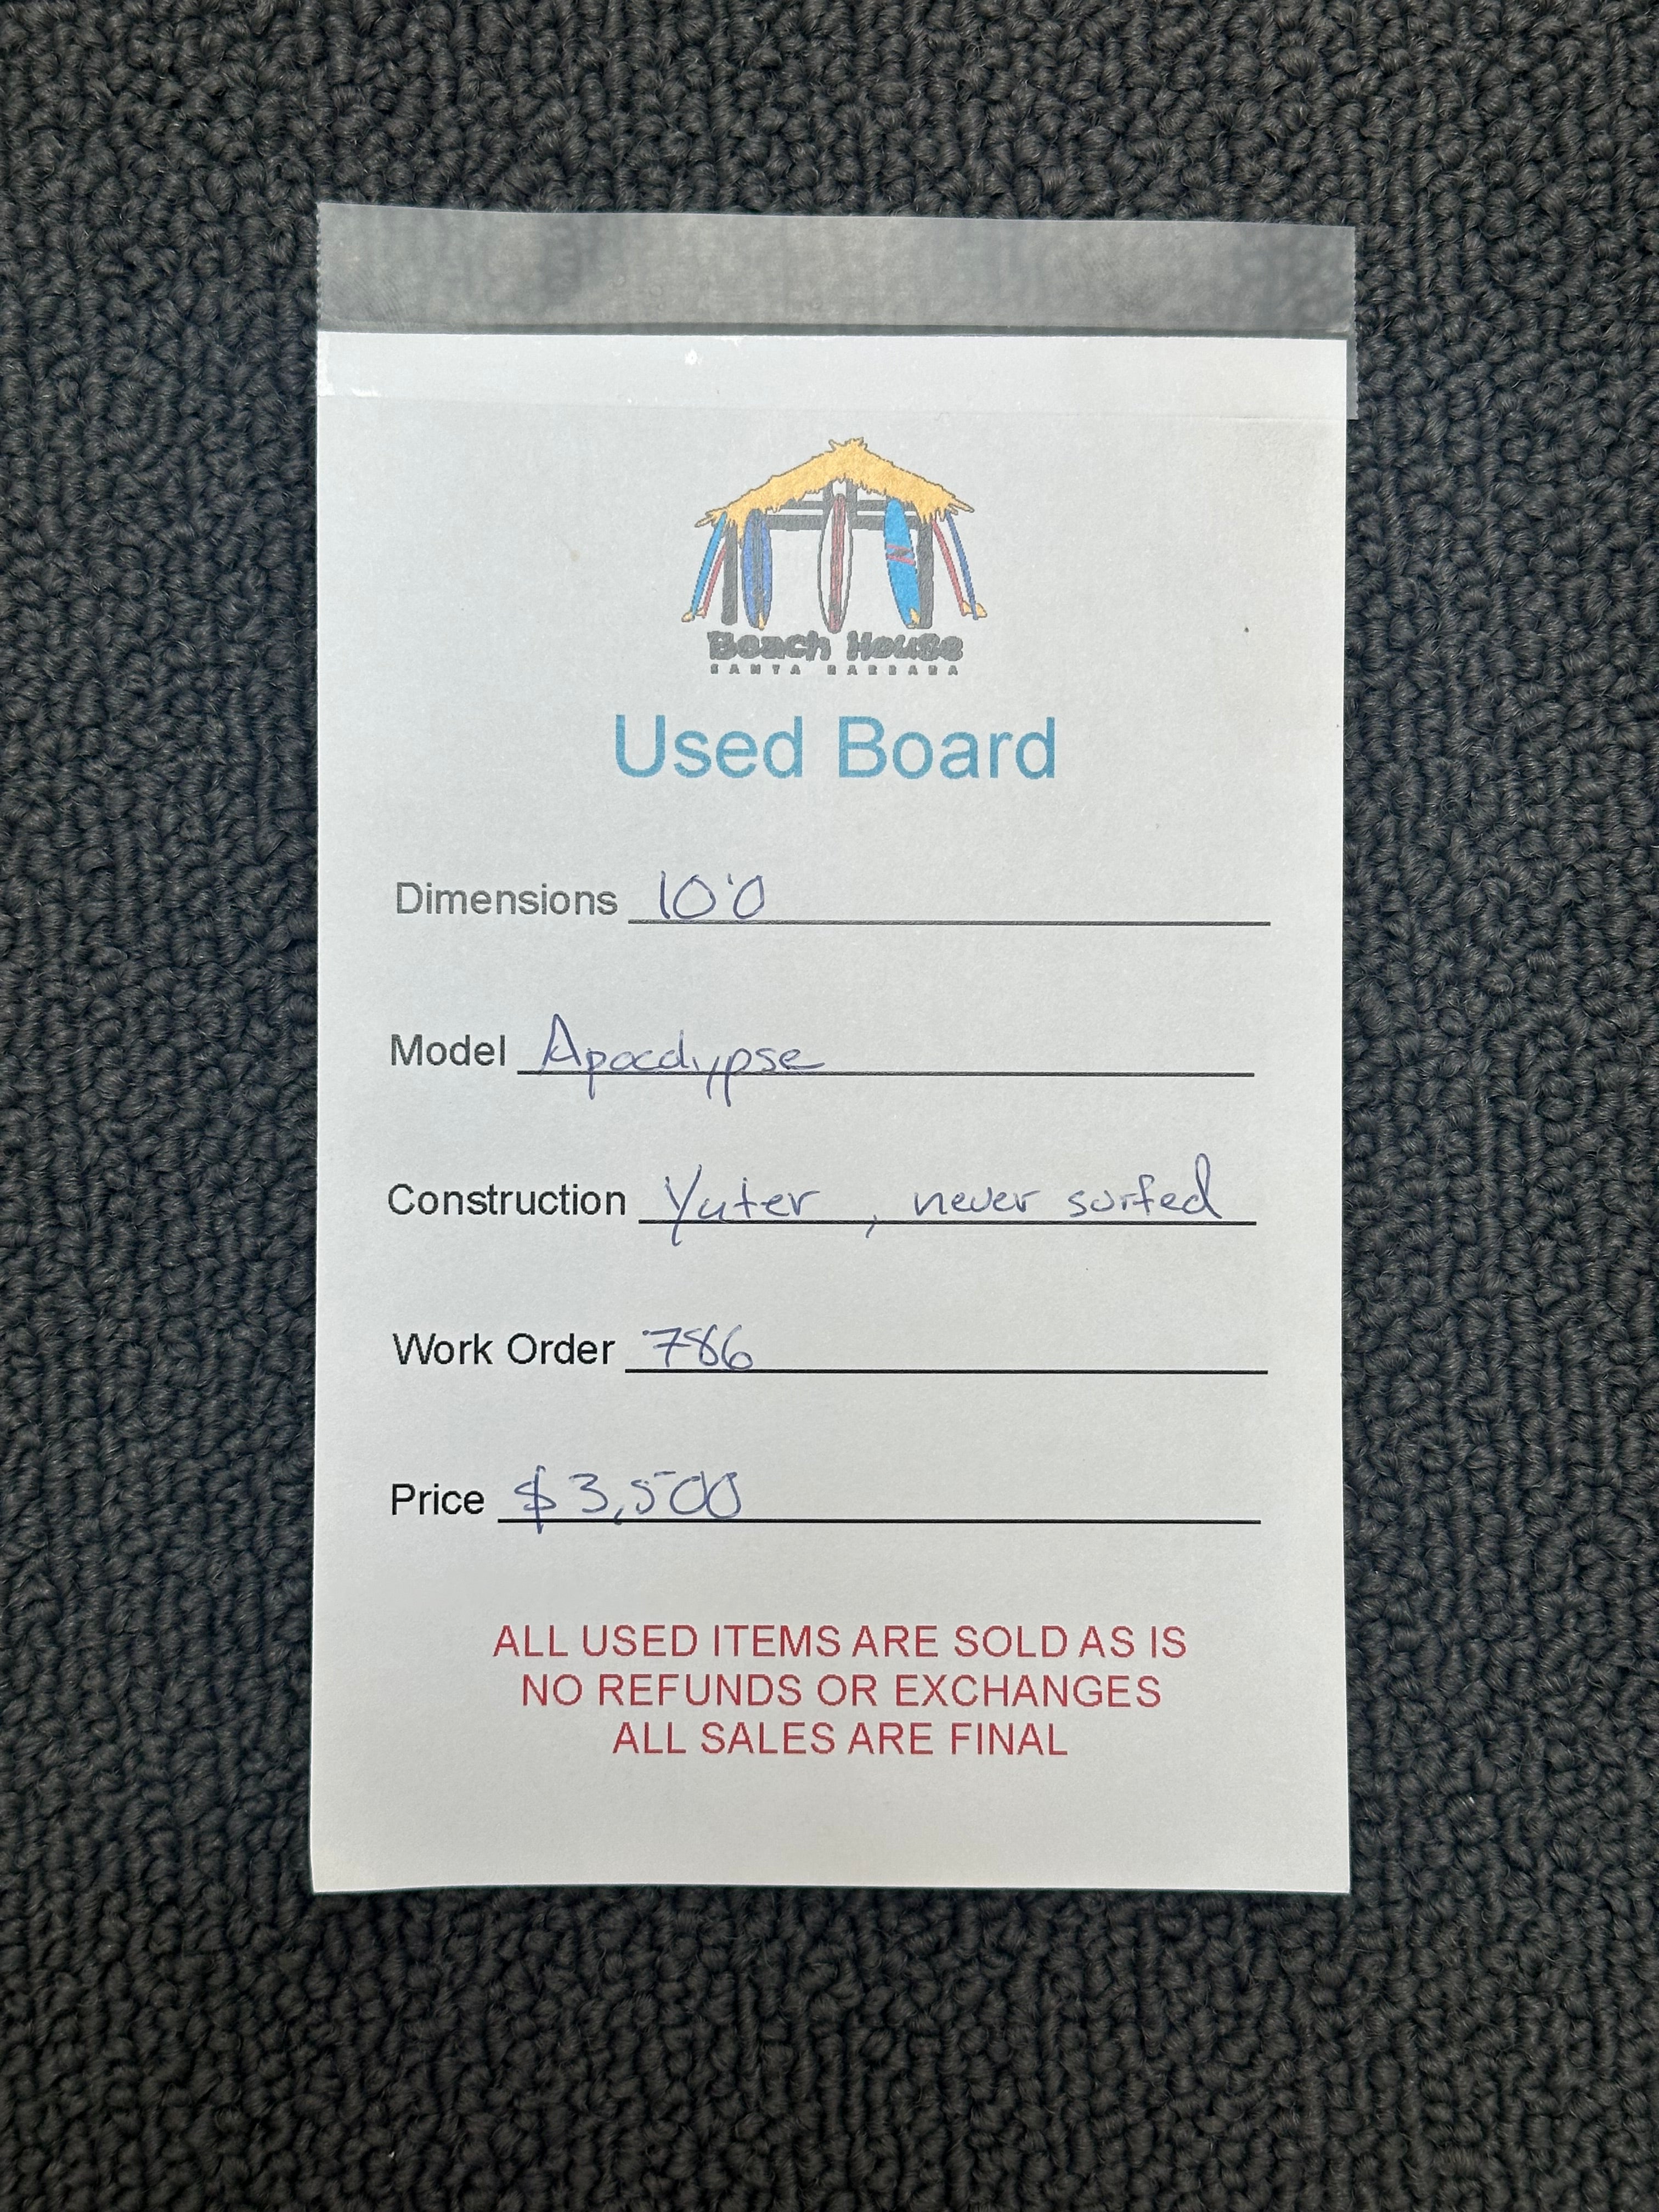 Beach House
SANTA BARBARA
Used Board
Dimensions 10'0
Model Apocalypse
Construction Yater , never surfed
Work Order 786
Price $3,500
ALL USED ITEMS ARE SOLD AS IS
NO REFUNDS OR EXCHANGES
ALL SALES ARE FINAL